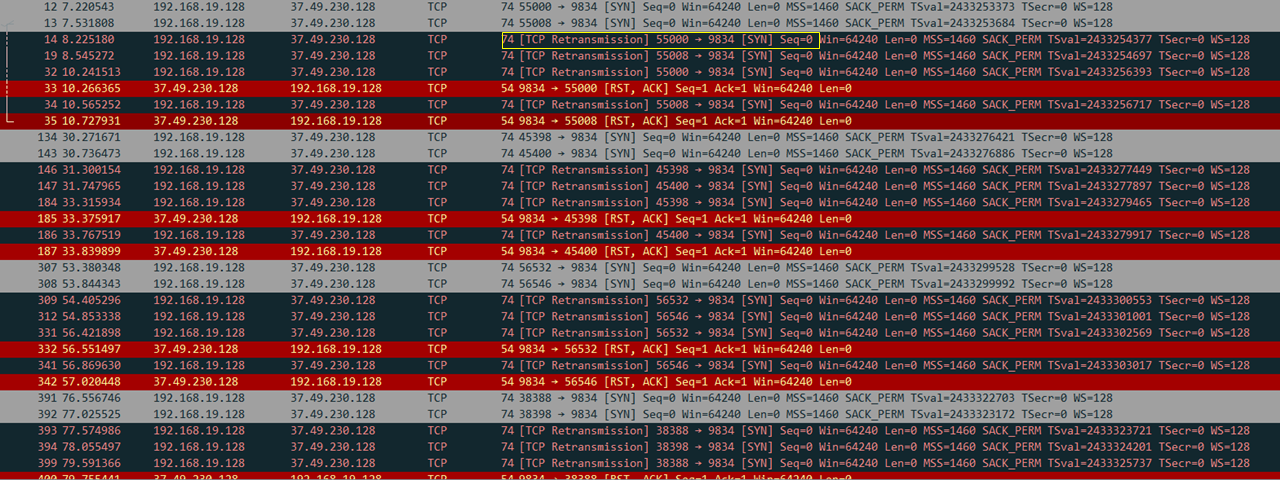 12 7.220543 192.168.19.128 37.49.230.128 TCP 74 55000 → 9834 [SYN] Seq=0 Win=64240 Len=0 MSS=1460 SACK_PERM TSval=2433253373 TSecr=0 WS=128
13 7.531808 192.168.19.128 37.49.230.128 TCP 74 55008 → 9834 [SYN] Seq=0 Win=64240 Len=0 MSS=1460 SACK_PERM TSval=2433253684 TSecr=0 WS=128
14 8.225180 192.168.19.128 37.49.230.128 TCP 74 [TCP Retransmission] 55000 → 9834 [SYN] Seq=0 Win=64240 Len=0 MSS=1460 SACK_PERM TSval=2433254377 TSecr=0 WS=128
19 8.545272 192.168.19.128 37.49.230.128 TCP 74 [TCP Retransmission] 55008 → 9834 [SYN] Seq=0 Win=64240 Len=0 MSS=1460 SACK_PERM TSval=2433254697 TSecr=0 WS=128
32 10.241513 192.168.19.128 37.49.230.128 TCP 74 [TCP Retransmission] 55000 → 9834 [SYN] Seq=0 Win=64240 Len=0 MSS=1460 SACK_PERM TSval=2433256393 TSecr=0 WS=128
33 10.266365 37.49.230.128 192.168.19.128 TCP 54 9834 → 55000 [RST, ACK] Seq=1 Ack=1 Win=64240 Len=0
34 10.565252 192.168.19.128 37.49.230.128 TCP 74 [TCP Retransmission] 55008 → 9834 [SYN] Seq=0 Win=64240 Len=0 MSS=1460 SACK_PERM TSval=2433256717 TSecr=0 WS=128
35 10.727931 37.49.230.128 192.168.19.128 TCP 54 9834 → 55008 [RST, ACK] Seq=1 Ack=1 Win=64240 Len=0
134 30.271671 192.168.19.128 37.49.230.128 TCP 74 45398 → 9834 [SYN] Seq=0 Win=64240 Len=0 MSS=1460 SACK_PERM TSval=2433276421 TSecr=0 WS=128
143 30.736473 192.168.19.128 37.49.230.128 TCP 74 45400 → 9834 [SYN] Seq=0 Win=64240 Len=0 MSS=1460 SACK_PERM TSval=2433276886 TSecr=0 WS=128
146 31.300154 192.168.19.128 37.49.230.128 TCP 74 [TCP Retransmission] 45398 → 9834 [SYN] Seq=0 Win=64240 Len=0 MSS=1460 SACK_PERM TSval=2433277449 TSecr=0 WS=128
147 31.747965 192.168.19.128 37.49.230.128 TCP 74 [TCP Retransmission] 45400 → 9834 [SYN] Seq=0 Win=64240 Len=0 MSS=1460 SACK_PERM TSval=2433277897 TSecr=0 WS=128
184 33.315934 192.168.19.128 37.49.230.128 TCP 74 [TCP Retransmission] 45398 → 9834 [SYN] Seq=0 Win=64240 Len=0 MSS=1460 SACK_PERM TSval=2433279465 TSecr=0 WS=128
185 33.375917 37.49.230.128 192.168.19.128 TCP 54 9834 → 45398 [RST, ACK] Seq=1 Ack=1 Win=64240 Len=0
186 33.767519 192.168.19.128 37.49.230.128 TCP 74 [TCP Retransmission] 45400 → 9834 [SYN] Seq=0 Win=64240 Len=0 MSS=1460 SACK_PERM TSval=2433279917 TSecr=0 WS=128
187 33.839899 37.49.230.128 192.168.19.128 TCP 54 9834 → 45400 [RST, ACK] Seq=1 Ack=1 Win=64240 Len=0
307 53.380348 192.168.19.128 37.49.230.128 TCP 74 56532 → 9834 [SYN] Seq=0 Win=64240 Len=0 MSS=1460 SACK_PERM TSval=2433299528 TSecr=0 WS=128
308 53.844343 192.168.19.128 37.49.230.128 TCP 74 56546 → 9834 [SYN] Seq=0 Win=64240 Len=0 MSS=1460 SACK_PERM TSval=2433299992 TSecr=0 WS=128
309 54.405296 192.168.19.128 37.49.230.128 TCP 74 [TCP Retransmission] 56532 → 9834 [SYN] Seq=0 Win=64240 Len=0 MSS=1460 SACK_PERM TSval=2433300553 TSecr=0 WS=128
312 54.853338 192.168.19.128 37.49.230.128 TCP 74 [TCP Retransmission] 56546 → 9834 [SYN] Seq=0 Win=64240 Len=0 MSS=1460 SACK_PERM TSval=2433301001 TSecr=0 WS=128
331 56.421898 192.168.19.128 37.49.230.128 TCP 74 [TCP Retransmission] 56532 → 9834 [SYN] Seq=0 Win=64240 Len=0 MSS=1460 SACK_PERM TSval=2433302569 TSecr=0 WS=128
332 56.551497 37.49.230.128 192.168.19.128 TCP 54 9834 → 56532 [RST, ACK] Seq=1 Ack=1 Win=64240 Len=0
341 56.869630 192.168.19.128 37.49.230.128 TCP 74 [TCP Retransmission] 56546 → 9834 [SYN] Seq=0 Win=64240 Len=0 MSS=1460 SACK_PERM TSval=2433303017 TSecr=0 WS=128
342 57.020448 37.49.230.128 192.168.19.128 TCP 54 9834 → 56546 [RST, ACK] Seq=1 Ack=1 Win=64240 Len=0
391 76.556746 192.168.19.128 37.49.230.128 TCP 74 38388 → 9834 [SYN] Seq=0 Win=64240 Len=0 MSS=1460 SACK_PERM TSval=2433322703 TSecr=0 WS=128
392 77.025525 192.168.19.128 37.49.230.128 TCP 74 38398 → 9834 [SYN] Seq=0 Win=64240 Len=0 MSS=1460 SACK_PERM TSval=2433323172 TSecr=0 WS=128
393 77.574986 192.168.19.128 37.49.230.128 TCP 74 [TCP Retransmission] 38388 → 9834 [SYN] Seq=0 Win=64240 Len=0 MSS=1460 SACK_PERM TSval=2433323721 TSecr=0 WS=128
394 78.055497 192.168.19.128 37.49.230.128 TCP 74 [TCP Retransmission] 38398 → 9834 [SYN] Seq=0 Win=64240 Len=0 MSS=1460 SACK_PERM TSval=2433324201 TSecr=0 WS=128
399 79.591366 192.168.19.128 37.49.230.128 TCP 74 [TCP Retransmission] 38388 → 9834 [SYN] Seq=0 Win=64240 Len=0 MSS=1460 SACK_PERM TSval=2433325737 TSecr=0 WS=128